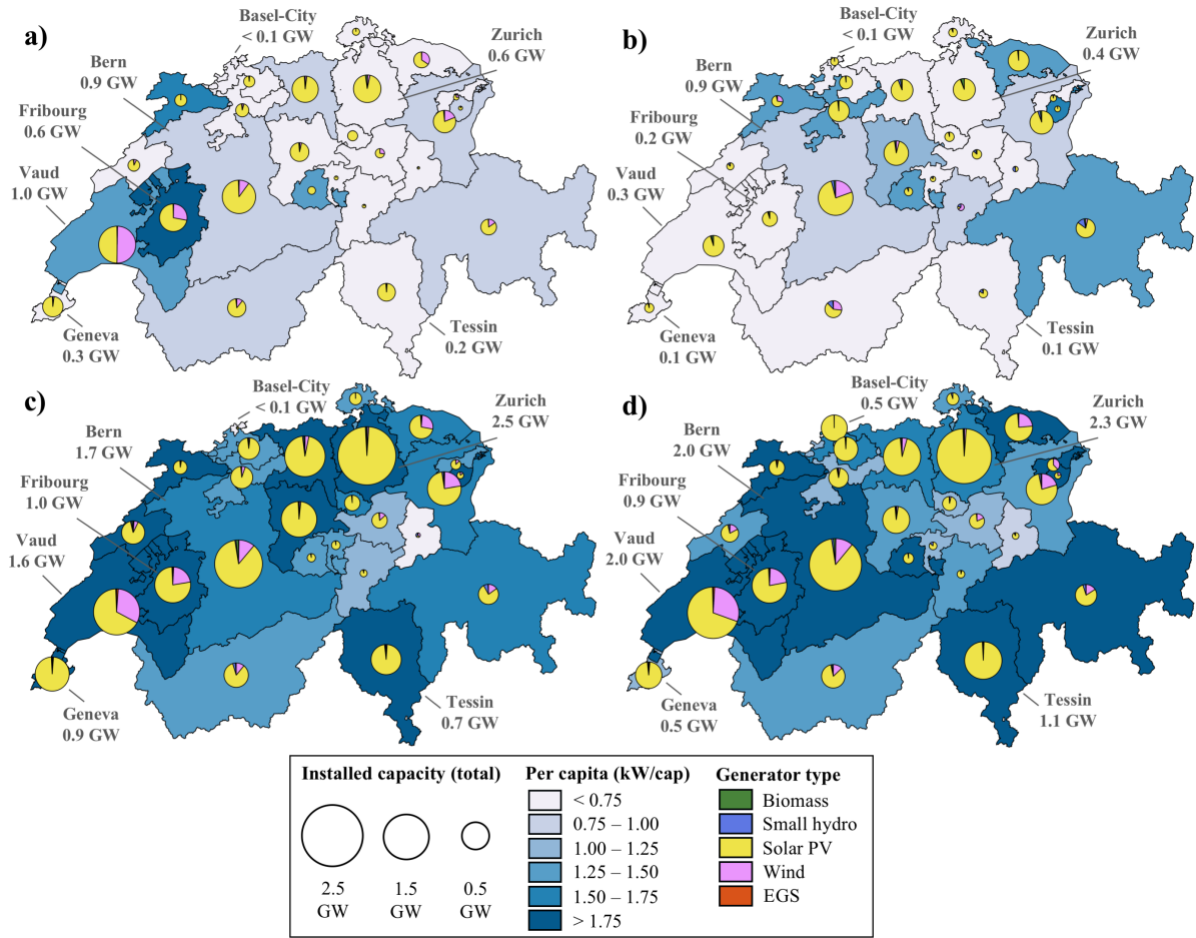 a)
Basel-City
< 0.1 GW
Zurich
0.6 GW
Bern
0.9 GW
Fribourg
0.6 GW
Vaud
1.0 GW
Geneva
0.3 GW
Tessin
0.2 GW
b)
Basel-City
< 0.1 GW
Zurich
0.4 GW
Bern
0.9 GW
Fribourg
0.2 GW
Vaud
0.3 GW
Geneva
0.1 GW
Tessin
0.1 GW
c)
Basel-City
< 0.1 GW
Zurich
2.5 GW
Bern
1.7 GW
Fribourg
1.0 GW
Vaud
1.6 GW
Geneva
0.9 GW
Tessin
0.7 GW
d)
Basel-City
0.5 GW
Zurich
2.3 GW
Bern
2.0 GW
Fribourg
0.9 GW
Vaud
2.0 GW
Geneva
0.5 GW
Tessin
1.1 GW
Installed capacity (total)
2.5
GW
1.5
GW
0.5
GW
Per capita (kW/cap)
< 0.75
0.75 – 1.00
1.00 – 1.25
1.25 – 1.50
1.50 – 1.75
> 1.75
Generator type
Biomass
Small hydro
Solar PV
Wind
EGS